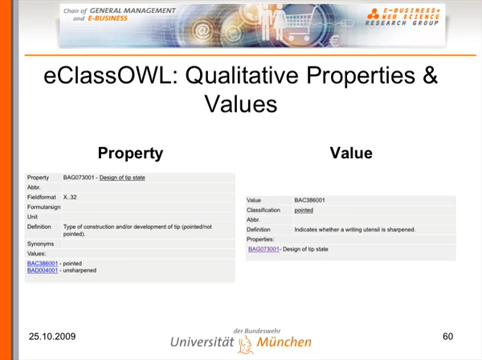 Chair of GENERAL MANAGEMENT
and E-BUSINESS
E-BUSINESS+
WEB SCIENCE
RESEARCH GROUP
eClassOWL: Qualitative Properties &
Values
Property
Value
Property BAG073001 - Design of tip state
Abbr.
Fieldformat X..32
Formularsign
Unit
Definition Type of construction and/or development of tip (pointed/not
pointed).
Synonyms
Values:
BAC386001 - pointed
BAD004001 - unsharpened
Value BAC386001
Classification pointed
Abbr.
Definition Indicates whether a writing utensil is sharpened.
Properties:
BAG073001- Design of tip state
25.10.2009
der Bundeswehr
Universität München
60